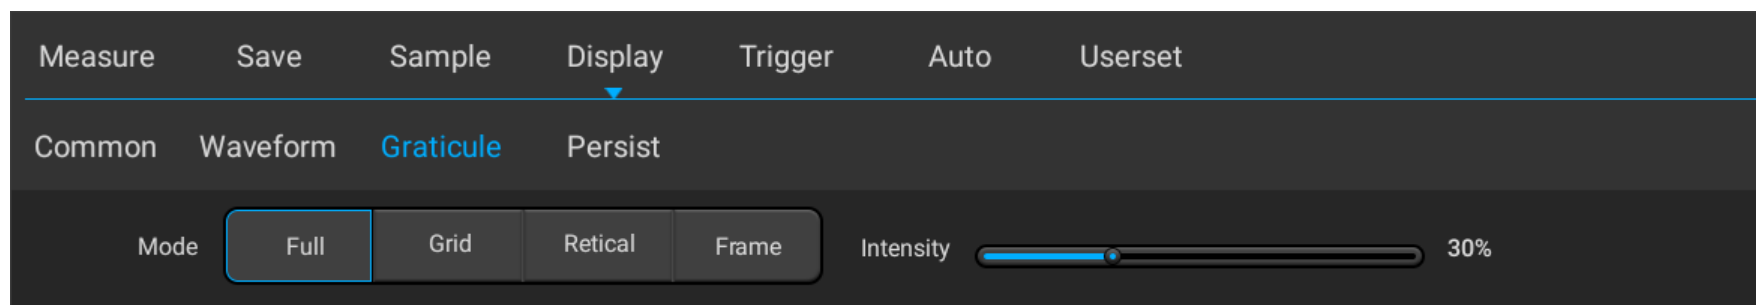 Measure Save Sample Display Trigger Auto Userset
Common Waveform Graticule Persist
Mode Full Grid Retical Frame Intensity 30%